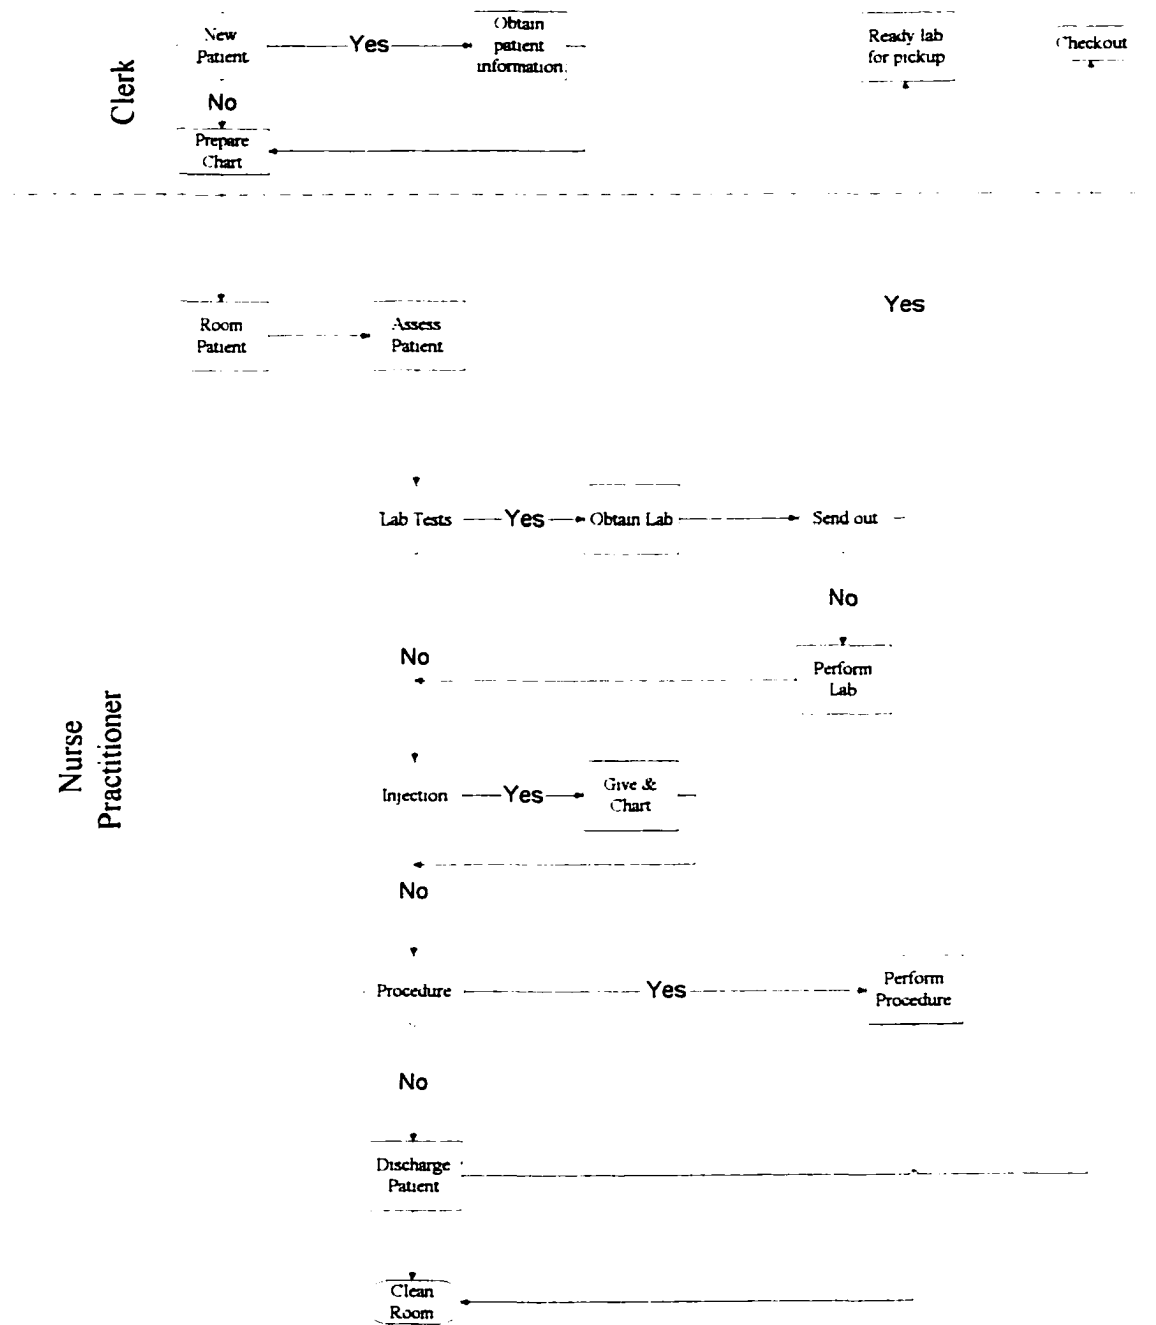 Clerk
New
Patient
Yes
Obtain
patient
information
Ready lab
for pickup
Checkout
No
Prepare
Chart
Nurse
Practitioner
Room
Patient
Assess
Patient
Yes
Lab Tests
Yes
Obtain Lab
Send out
No
No
Perform
Lab
Injection
Yes
Give &
Chart
No
Procedure
Yes
Perform
Procedure
No
Discharge
Patient
Clean
Room